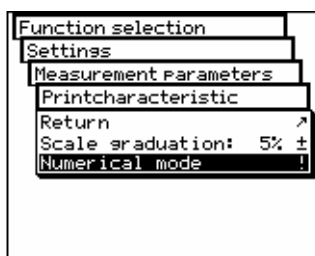 Function selection
Settings
Measurement parameters
Printcharacteristic
Return ↗
Scale graduation: 5% ±
Numerical mode !